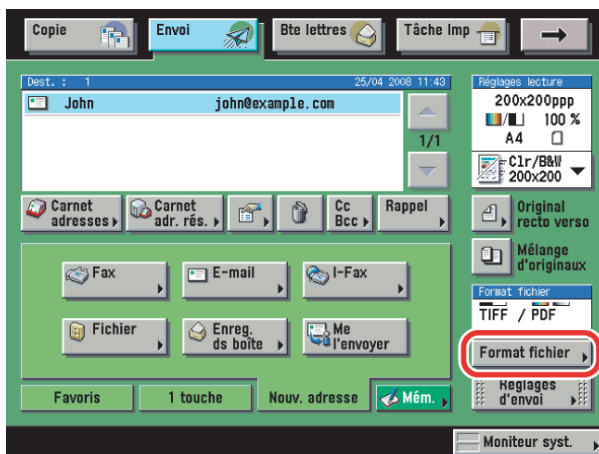 Copie
Envoi
Bte lettres
Tâche Imp
Dest. : 1
25/04 2008 11:43
John
john@example.com
1/1
Carnet
adresses
Carnet
adr. rés.
Cc
Bcc
Rappel
Fax
E-mail
I-Fax
Fichier
Enreg.
ds boîte
Me
l'envoyer
Favoris
1 touche
Nouv. adresse
Mém.
Réglages lecture
200x200ppp
100 %
A4
Clr/B&W
200x200
Original
recto verso
Mélange
d'originaux
Format fichier
TIFF / PDF
Format fichier
Réglages
d'envoi
Moniteur syst.